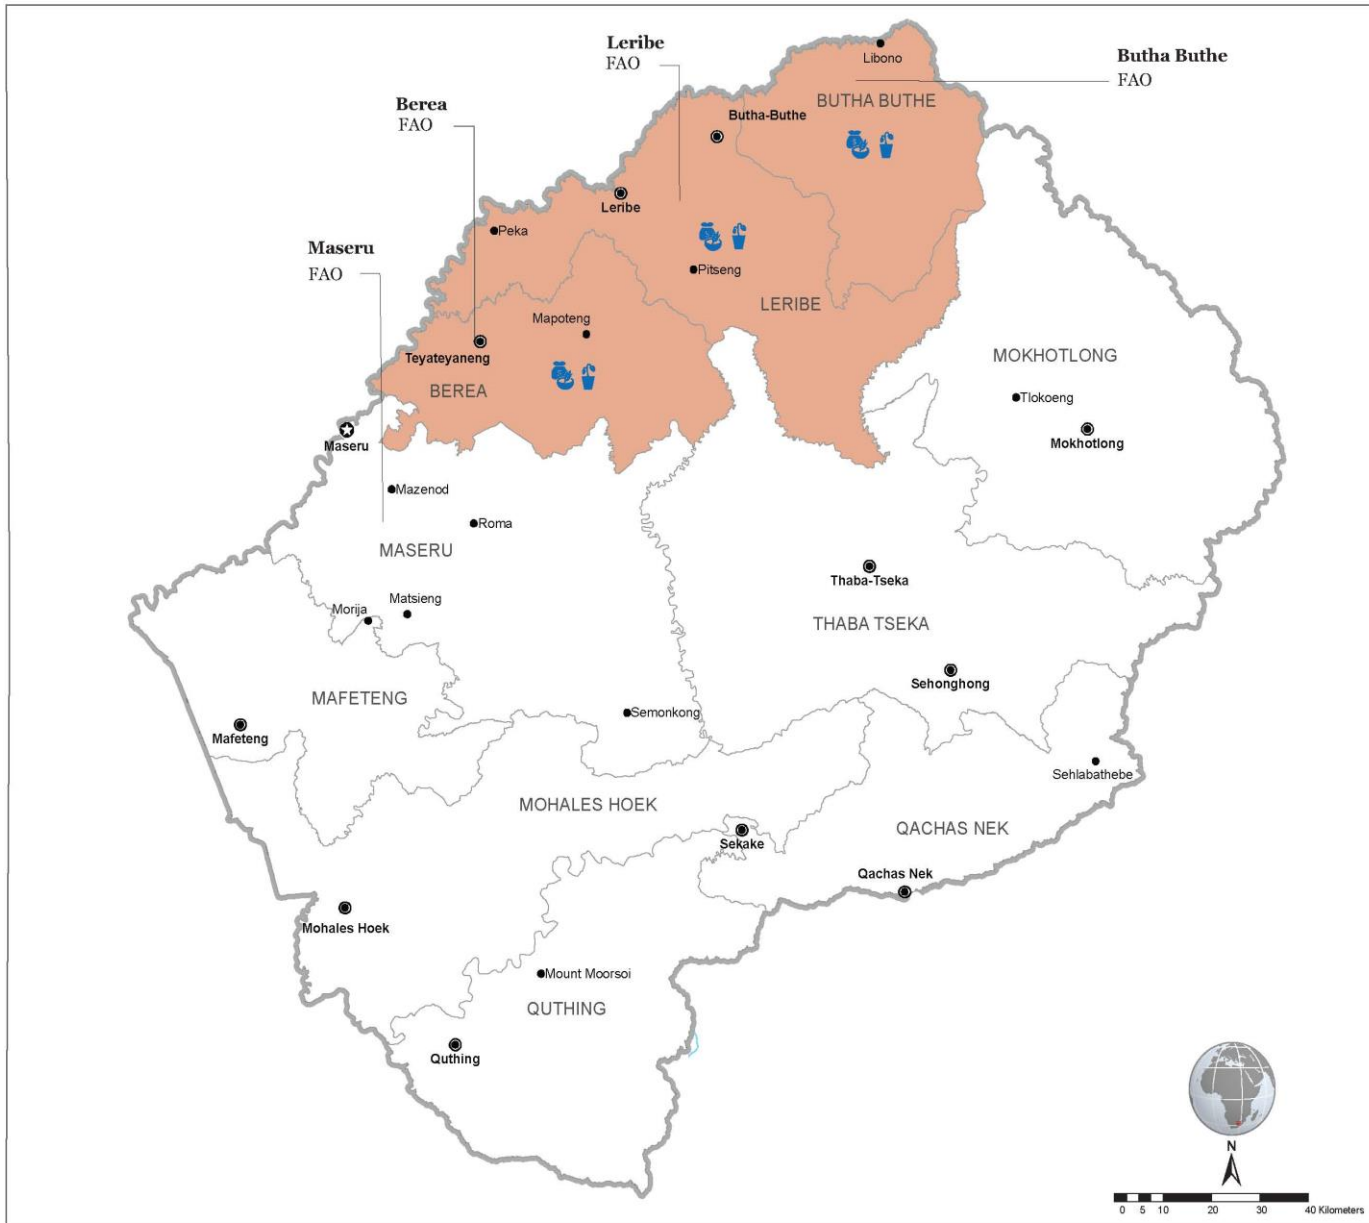 Leribe
FAO
Butha Buthe
FAO
Libono
BUTHA BUTHE
Berea
FAO
Butha-Buthe
Leribe
Peka
Maseru
FAO
Pitseng
LERIBE
Mapoteng
Teyateyaneng
BEREA
MOKHOTLONG
Tlokoeng
Mokhotlong
Maseru
Mazenod
Roma
MASERU
Thaba-Tseka
THABA TSEKA
Morija
Matsieng
Sehonghong
MAFETENG
Semonkong
Mafeteng
Sehlabathebe
MOHALES HOEK
QACHAS NEK
Sekake
Qachas Nek
Mohales Hoek
Mount Moorsoi
QUTHING
Quthing
N
0 5 10 20 30 40 Kilometers